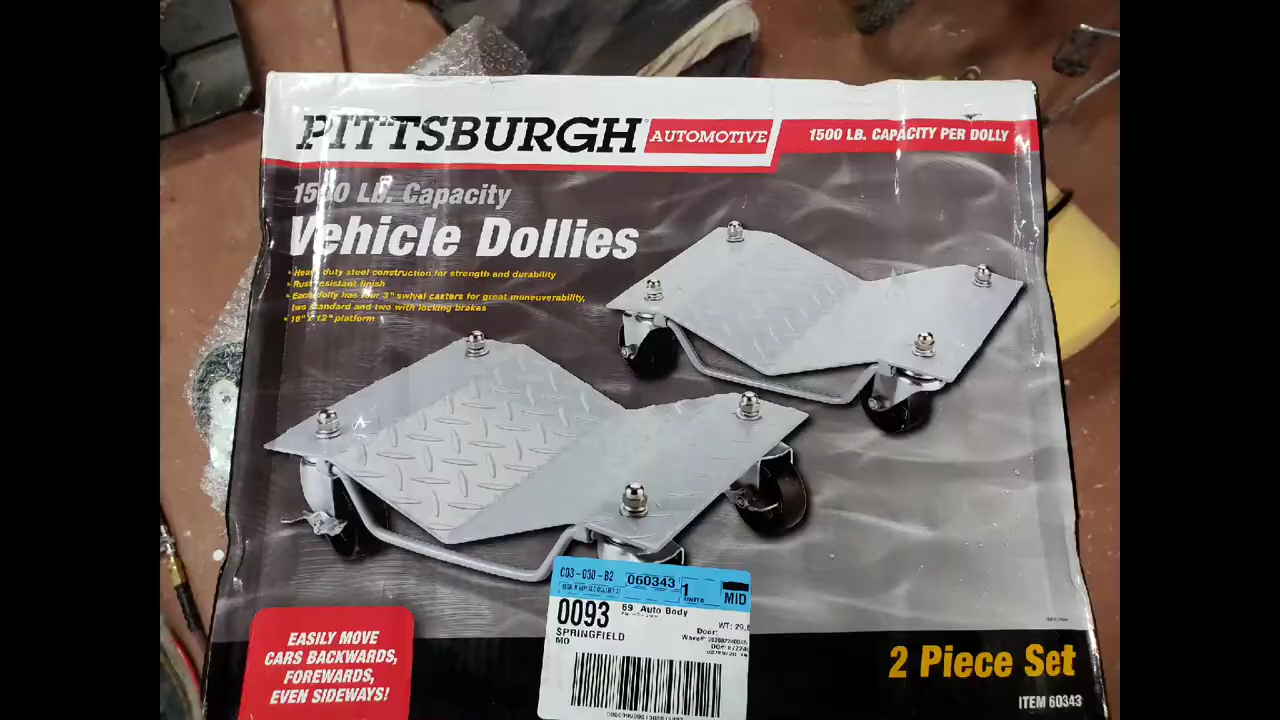 PITTSBURGH AUTOMOTIVE
1500 LB. CAPACITY PER DOLLY
1500 Lb. Capacity
Vehicle Dollies
• Heavy duty steel construction for strength and durability
• Rust resistant finish
• Each dolly has four 3" swivel casters for great maneuverability,
two standard and two with locking brakes
• 16" x 12" platform
EASILY MOVE
CARS BACKWARDS,
FOREWARDS,
EVEN SIDEWAYS!
C03-030-B2
060343
1
UNITS
MID
0093
69 Auto Body
SPRINGFIELD
MO
WT: 29.
Door:
2 Piece Set
ITEM 60343